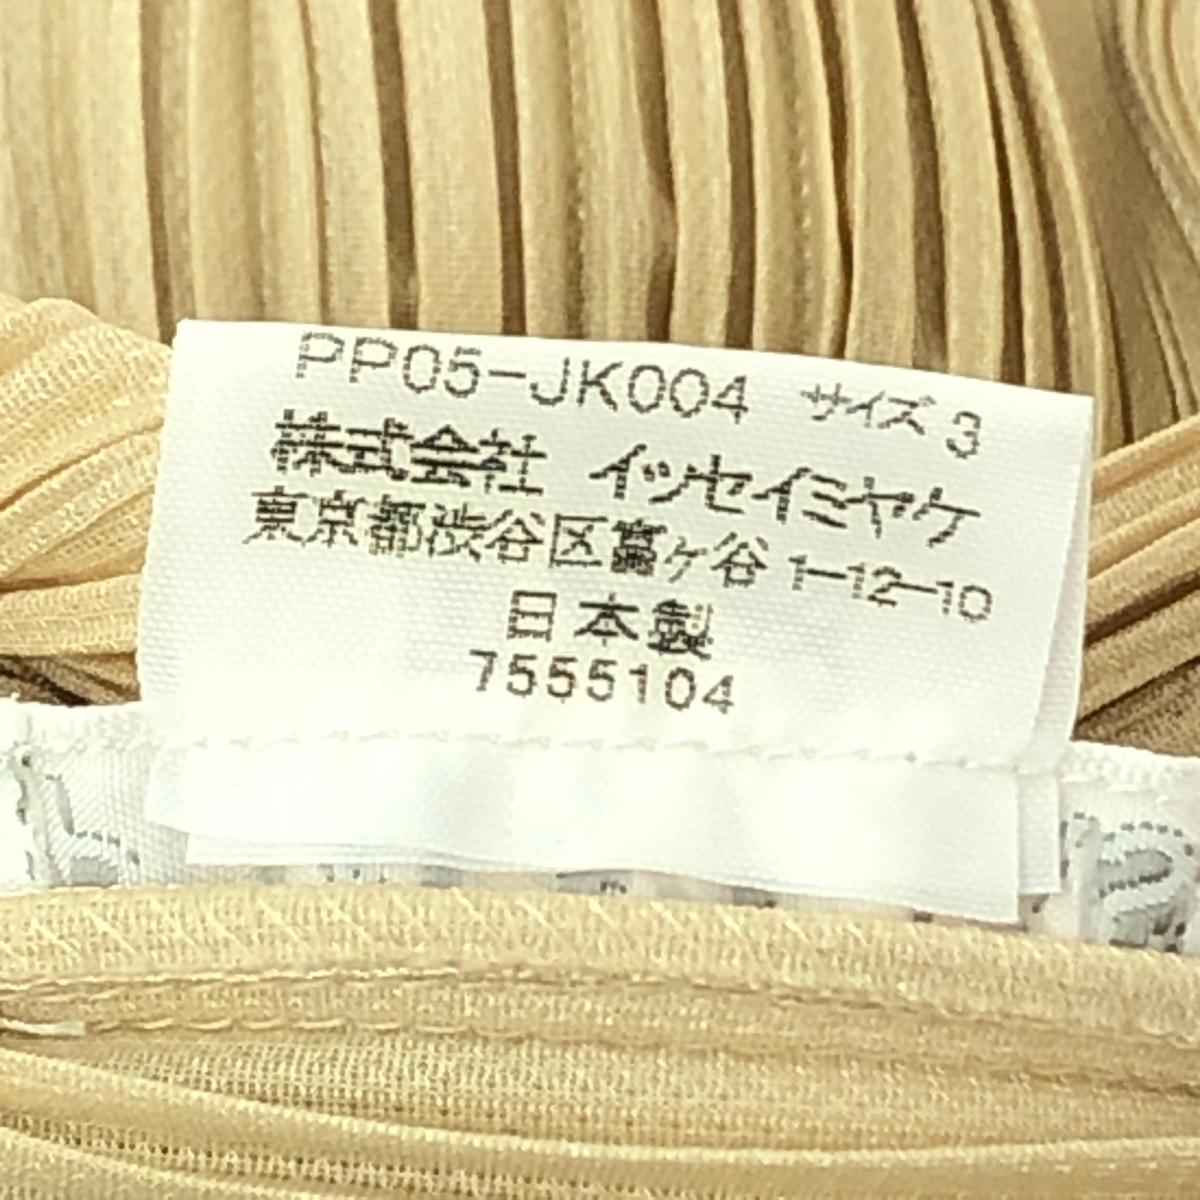 PP05-JK004 サイズ 3
株式会社 イッセイミヤケ
東京都渋谷区富ヶ谷 1-12-10
日本製
7555104